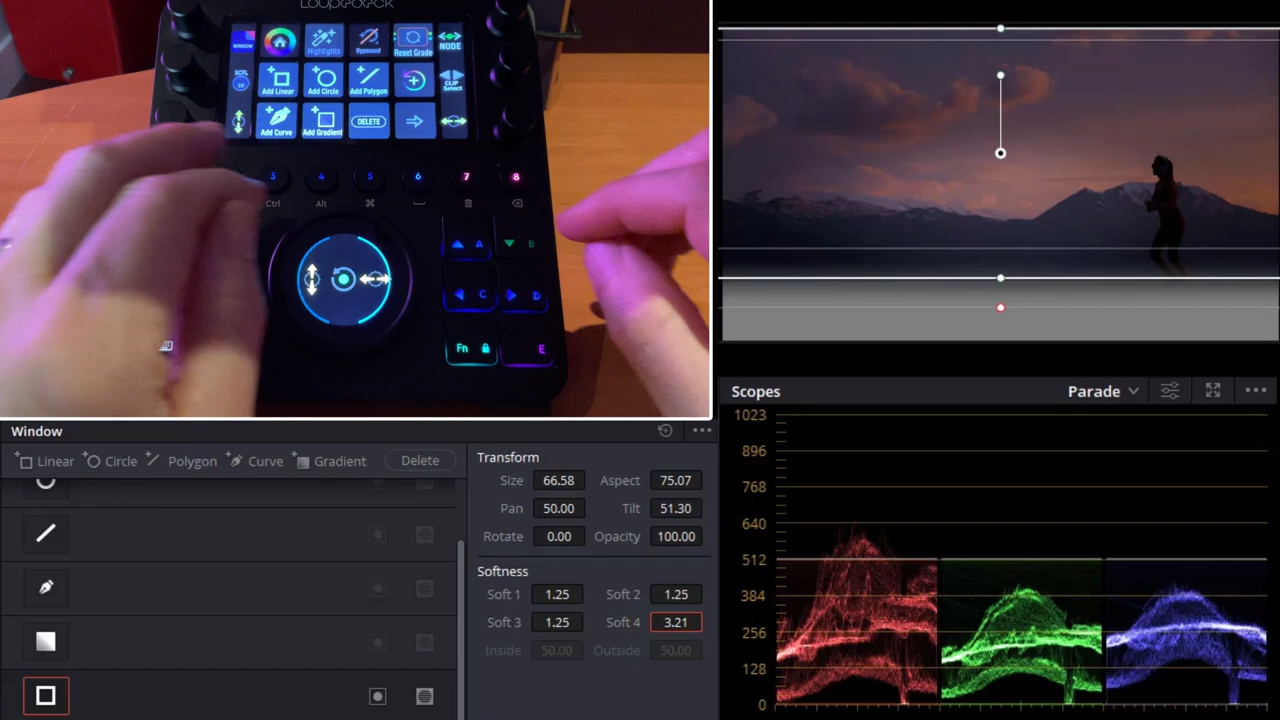 Loupedeck
WINDOW
Highlights
Bypassed
Reset Grade
NODE
SCRL
Add Linear
Add Circle
Add Polygon
CLIP
Select
Add Curve
Add Gradient
DELETE
3 4 5 6 7 8
Ctrl Alt ⌘
A B
C D
Fn E
Window
Linear Circle Polygon Curve Gradient Delete
Transform
Size 66.58 Aspect 75.07
Pan 50.00 Tilt 51.30
Rotate 0.00 Opacity 100.00
Softness
Soft 1 1.25 Soft 2 1.25
Soft 3 1.25 Soft 4 3.21
Inside 50.00 Outside 50.00
Scopes Parade
1023
896
768
640
512
384
256
128
0